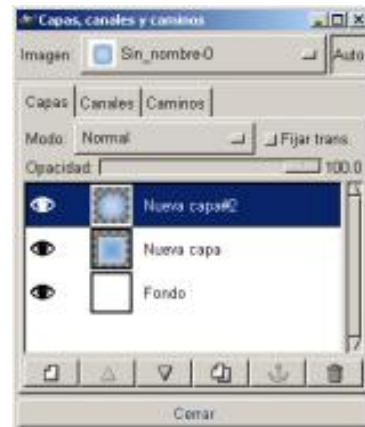 Capas, canales y caminos
Imagen: Sin_nombre-0 Auto
Capas Canales Caminos
Modo: Normal Fijar trans.
Opacidad: 100.0
Nueva capa#2
Nueva capa
Fondo
Cerrar